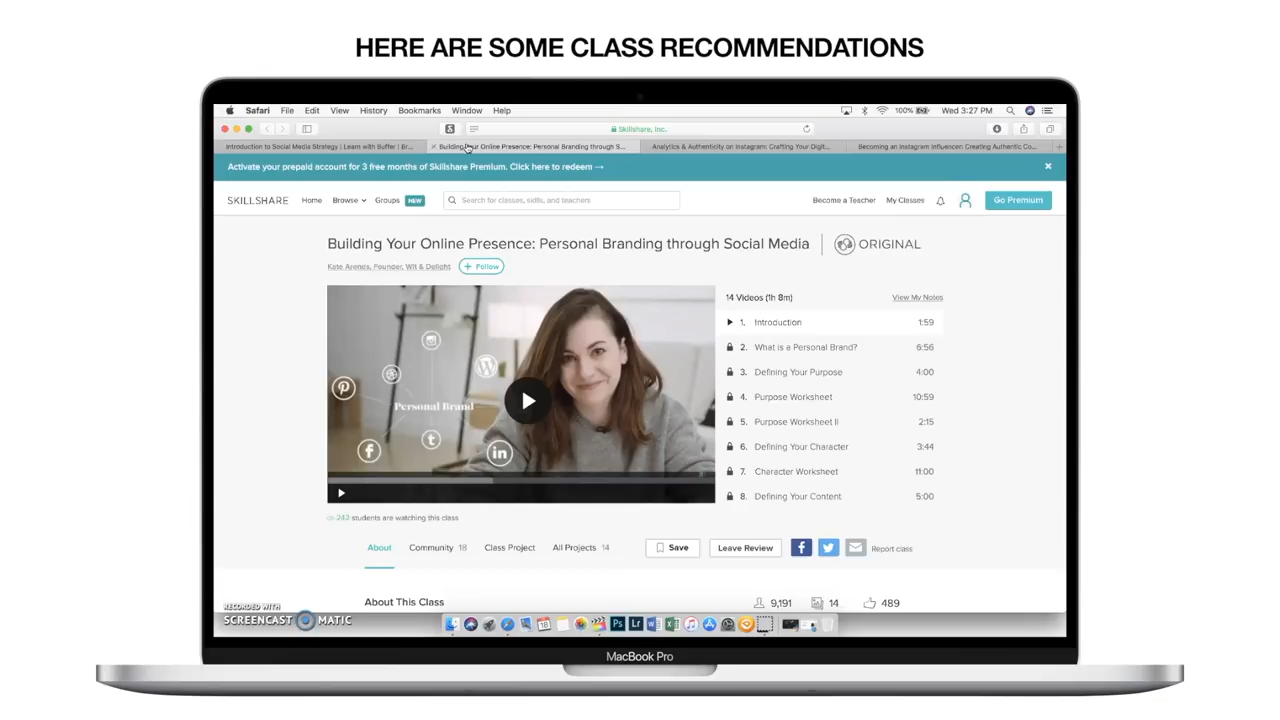 HERE ARE SOME CLASS RECOMMENDATIONS
Safari File Edit View History Bookmarks Window Help 100% Wed 3:27 PM
Skillshare, Inc.
Introduction to Social Media Strategy | Learn with Buffer | Br...
Building Your Online Presence: Personal Branding through S...
Analytics & Authenticity on Instagram: Crafting Your Digit...
Becoming an Instagram Influencer: Creating Authentic Co...
Activate your prepaid account for 3 free months of Skillshare Premium. Click here to redeem →
SKILLSHARE Home Browse Groups NEW Search for classes, skills, and teachers Become a Teacher My Classes Go Premium
Building Your Online Presence: Personal Branding through Social Media ORIGINAL
Kate Arends, Founder, Wit & Delight + Follow
Personal Brand
14 Videos (1h 8m) View My Notes
1. Introduction 1:59
2. What is a Personal Brand? 6:56
3. Defining Your Purpose 4:00
4. Purpose Worksheet 10:59
5. Purpose Worksheet II 2:15
6. Defining Your Character 3:44
7. Character Worksheet 11:00
8. Defining Your Content 5:00
242 students are watching this class
About Community 18 Class Project All Projects 14 Save Leave Review Report class
About This Class 9,191 14 489
RECORDED WITH
SCREENCAST MATIC
MacBook Pro